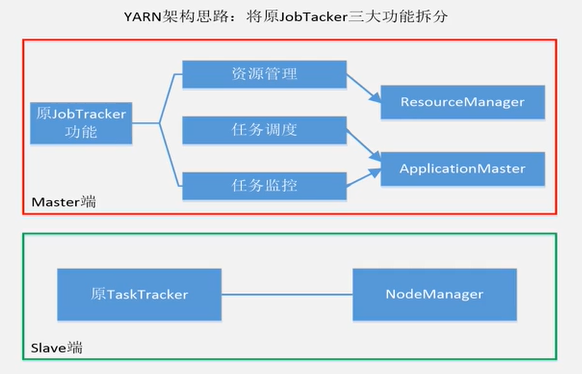 YARN架构思路：将原JobTacker三大功能拆分
原JobTracker
功能
资源管理
任务调度
任务监控
ResourceManager
ApplicationMaster
Master端
原TaskTracker
NodeManager
Slave端